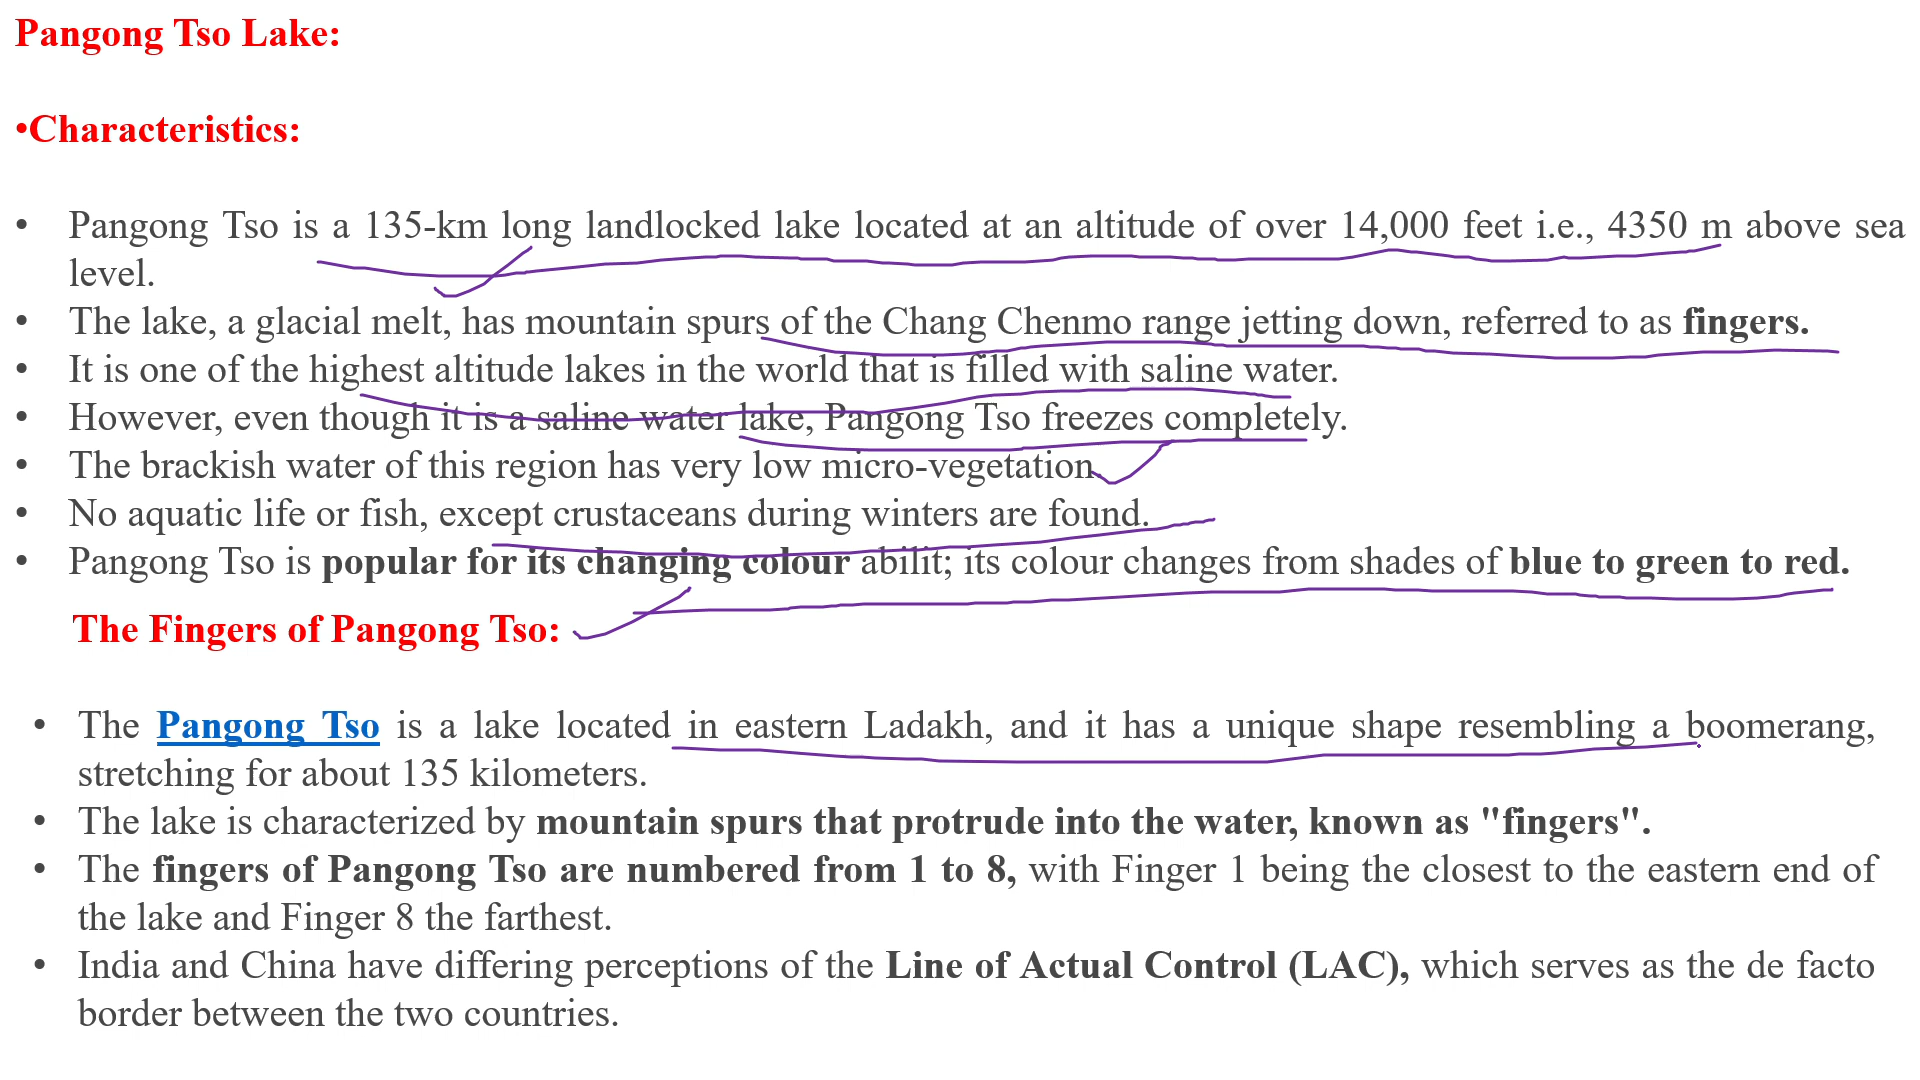 Pangong Tso Lake:
•Characteristics:
• Pangong Tso is a 135-km long landlocked lake located at an altitude of over 14,000 feet i.e., 4350 m above sea
level.
• The lake, a glacial melt, has mountain spurs of the Chang Chenmo range jetting down, referred to as fingers.
• It is one of the highest altitude lakes in the world that is filled with saline water.
• However, even though it is a saline water lake, Pangong Tso freezes completely.
• The brackish water of this region has very low micro-vegetation
• No aquatic life or fish, except crustaceans during winters are found.
• Pangong Tso is popular for its changing colour abilit; its colour changes from shades of blue to green to red.
The Fingers of Pangong Tso:
• The Pangong Tso is a lake located in eastern Ladakh, and it has a unique shape resembling a boomerang,
stretching for about 135 kilometers.
• The lake is characterized by mountain spurs that protrude into the water, known as "fingers".
• The fingers of Pangong Tso are numbered from 1 to 8, with Finger 1 being the closest to the eastern end of
the lake and Finger 8 the farthest.
• India and China have differing perceptions of the Line of Actual Control (LAC), which serves as the de facto
border between the two countries.